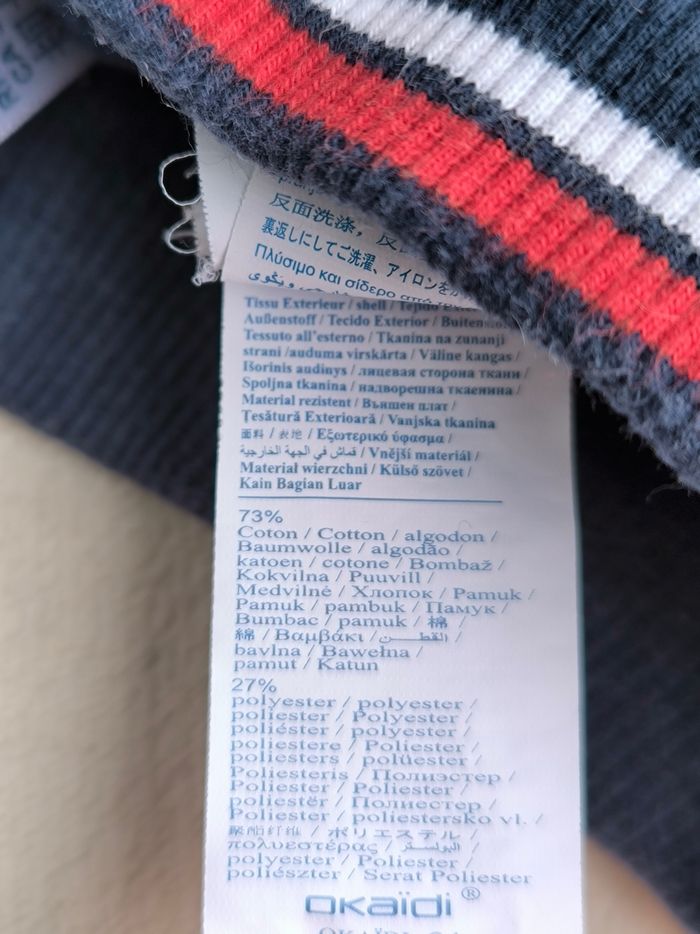 反面洗涤，反
裏返しにしてご洗濯、アイロンをか
Πλύσιμο και σίδερο από
Tissu Exterieur / shell / Tejido
Außenstoff / Tecido Exterior / Buiten
Tessuto all'esterno / Tkanina na zunanji
strani /auduma virskārta / Väline kangas /
Išorinis audinys / лицевая сторона ткани /
Spoljna tkanina / надворешна ткаенина /
Material rezistent / Външен плат /
Țesătură Exterioară / Vanjska tkanina
面料 / 表地 / Εξωτερικό ύφασμα /
قماش في الجهة الخارجية / Vnější materiál /
Materiał wierzchni / Külső szövet /
Kain Bagian Luar
73%
Coton / Cotton / algodon /
Baumwolle / algodão /
katoen / cotone / Bombaž /
Kokvilna / Puuvill /
Medvilné / Хлопок / Pamuk /
Pamuk / pambuk / Памук /
Bumbac / pamuk / 棉 /
綿 / Βαμβάκι / القطن /
bavlna / Bawełna /
pamut / Katun
27%
polyester / polyester /
poliester / Polyester /
poliéster / polyester /
poliestere / Poliester /
poliesters / polüester /
Poliesteris / Полиэстер /
Poliester / Poliester /
poliestër / Полиестер /
Poliester / poliestersko vl. /
聚酯纤维 / ポリエステル /
πολυεστέρας / البوليستر /
polyester / Poliester /
poliészter / Serat Poliester
OKaïdi®